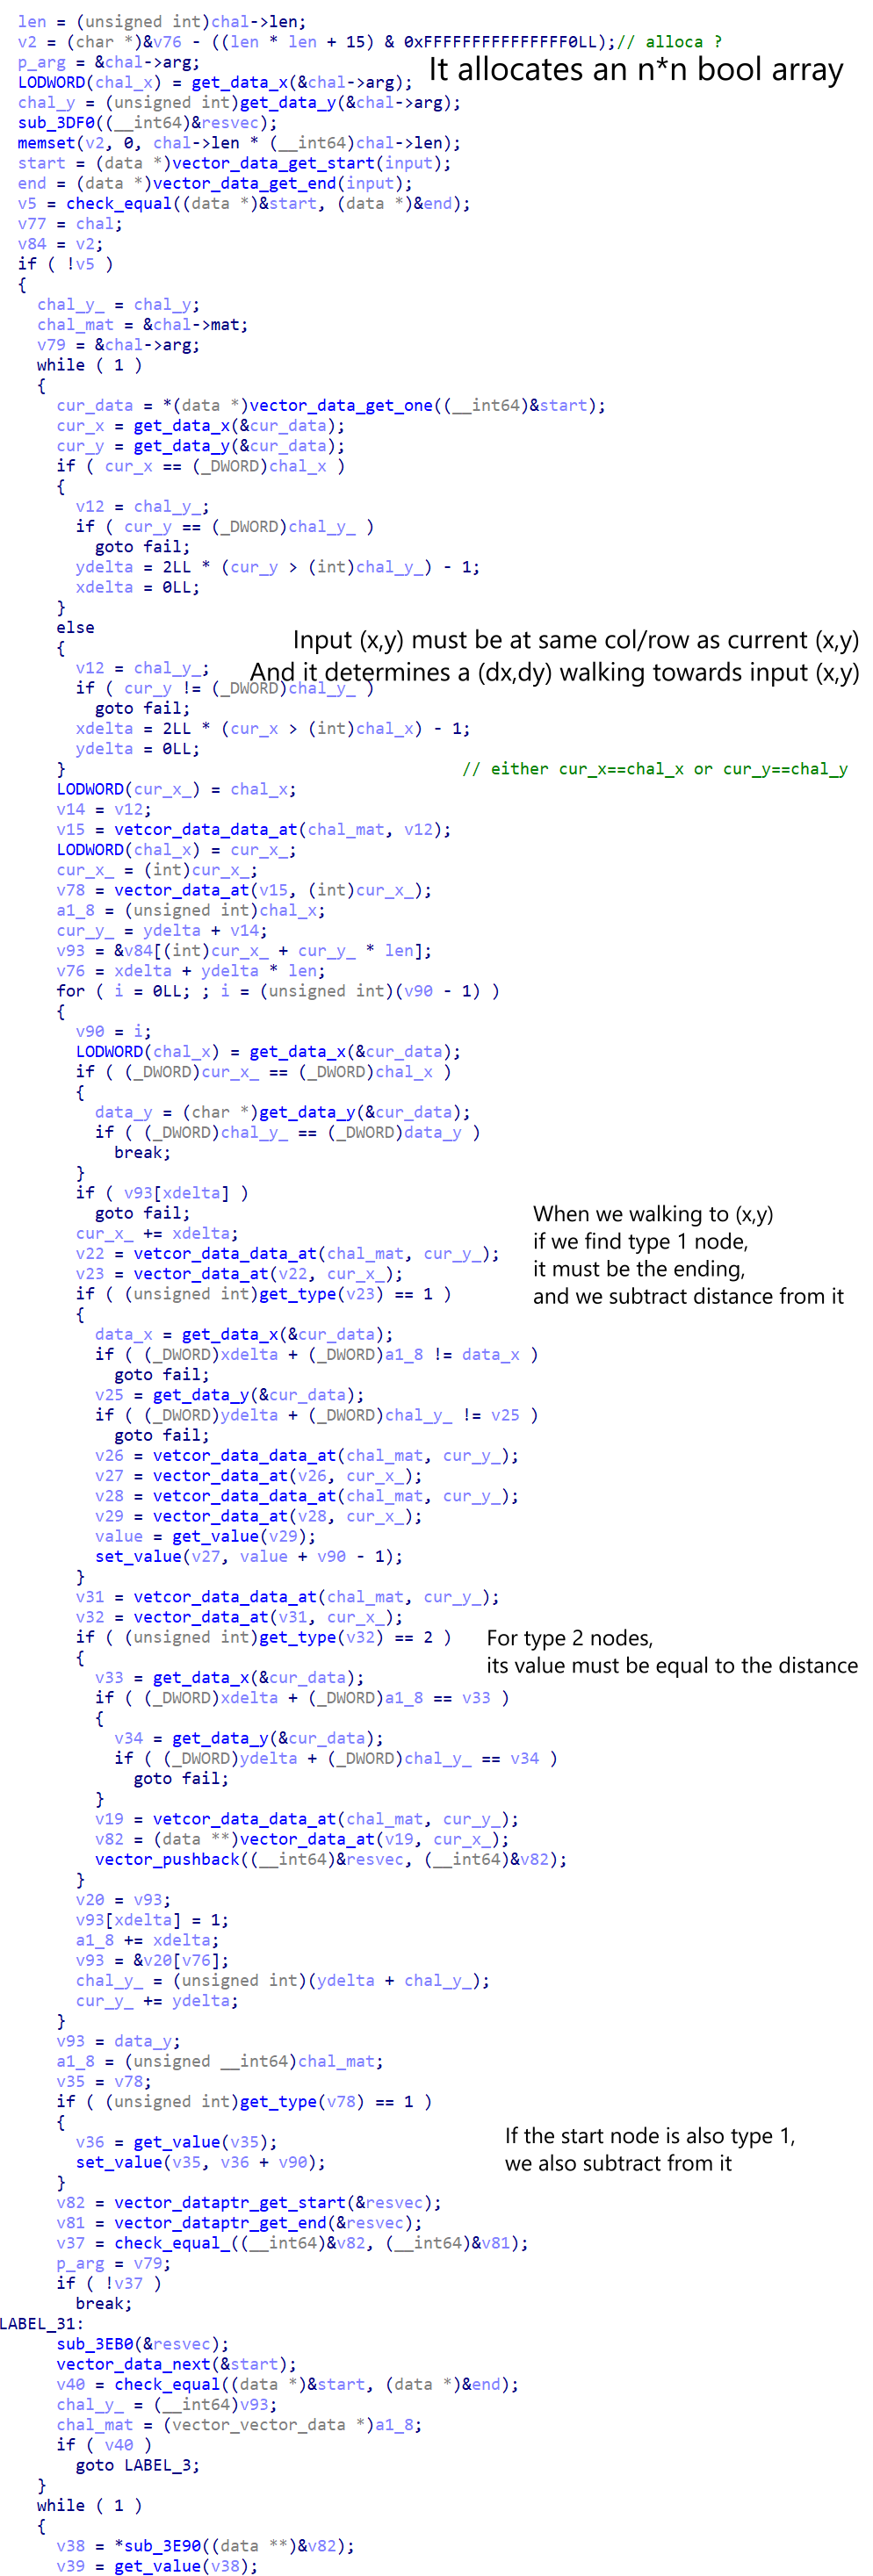 len = (unsigned int)chal->len;
v2 = (char *)&v76 - ((len * len + 15) & 0xFFFFFFFFFFFFFFF0LL);// alloca ?
p_arg = &chal->arg;
It allocates an n*n bool array
LODWORD(chal_x) = get_data_x(&chal->arg);
chal_y = (unsigned int)get_data_y(&chal->arg);
sub_3DF0((__int64)&resvec);
memset(v2, 0, chal->len * (__int64)chal->len);
start = (data *)vector_data_get_start(input);
end = (data *)vector_data_get_end(input);
v5 = check_equal((data *)&start, (data *)&end);
v77 = chal;
v84 = v2;
if ( !v5 )
{
chal_y_ = chal_y;
chal_mat = &chal->mat;
v79 = &chal->arg;
while ( 1 )
{
cur_data = *(data *)vector_data_get_one((__int64)&start);
cur_x = get_data_x(&cur_data);
cur_y = get_data_y(&cur_data);
if ( cur_x == (_DWORD)chal_x )
{
v12 = chal_y_;
if ( cur_y == (_DWORD)chal_y_ )
goto fail;
ydelta = 2LL * (cur_y > (int)chal_y_) - 1;
xdelta = 0LL;
}
else
Input (x,y) must be at same col/row as current (x,y)
{
v12 = chal_y_;
And it determines a (dx,dy) walking towards input (x,y)
if ( cur_y != (_DWORD)chal_y_ )
goto fail;
xdelta = 2LL * (cur_x > (int)chal_x) - 1;
ydelta = 0LL;
} // either cur_x==chal_x or cur_y==chal_y
LODWORD(cur_x_) = chal_x;
v14 = v12;
v15 = vetcor_data_data_at(chal_mat, v12);
LODWORD(chal_x) = cur_x_;
cur_x_ = (int)cur_x_;
v78 = vector_data_at(v15, (int)cur_x_);
a1_8 = (unsigned int)chal_x;
cur_y_ = ydelta + v14;
v93 = &v84[(int)cur_x_ + cur_y_ * len];
v76 = xdelta + ydelta * len;
for ( i = 0LL; ; i = (unsigned int)(v90 - 1) )
{
v90 = i;
LODWORD(chal_x) = get_data_x(&cur_data);
if ( (_DWORD)cur_x_ == (_DWORD)chal_x )
{
data_y = (char *)get_data_y(&cur_data);
if ( (_DWORD)chal_y_ == (_DWORD)data_y )
break;
}
if ( v93[xdelta] )
goto fail;
When we walking to (x,y)
cur_x_ += xdelta;
if we find type 1 node,
v22 = vetcor_data_data_at(chal_mat, cur_y_);
it must be the ending,
v23 = vector_data_at(v22, cur_x_);
and we subtract distance from it
if ( (unsigned int)get_type(v23) == 1 )
{
data_x = get_data_x(&cur_data);
if ( (_DWORD)xdelta + (_DWORD)a1_8 != data_x )
goto fail;
v25 = get_data_y(&cur_data);
if ( (_DWORD)ydelta + (_DWORD)chal_y_ != v25 )
goto fail;
v26 = vetcor_data_data_at(chal_mat, cur_y_);
v27 = vector_data_at(v26, cur_x_);
v28 = vetcor_data_data_at(chal_mat, cur_y_);
v29 = vector_data_at(v28, cur_x_);
value = get_value(v29);
set_value(v27, value + v90 - 1);
}
v31 = vetcor_data_data_at(chal_mat, cur_y_);
v32 = vector_data_at(v31, cur_x_);
if ( (unsigned int)get_type(v32) == 2 )
For type 2 nodes,
{
its value must be equal to the distance
v33 = get_data_x(&cur_data);
if ( (_DWORD)xdelta + (_DWORD)a1_8 == v33 )
{
v34 = get_data_y(&cur_data);
if ( (_DWORD)ydelta + (_DWORD)chal_y_ == v34 )
goto fail;
}
v19 = vetcor_data_data_at(chal_mat, cur_y_);
v82 = (data **)vector_data_at(v19, cur_x_);
vector_pushback((__int64)&resvec, (__int64)&v82);
}
v20 = v93;
v93[xdelta] = 1;
a1_8 += xdelta;
v93 = &v20[v76];
chal_y_ = (unsigned int)(ydelta + chal_y_);
cur_y_ += ydelta;
}
v93 = data_y;
a1_8 = (unsigned __int64)chal_mat;
v35 = v78;
if ( (unsigned int)get_type(v78) == 1 )
{
If the start node is also type 1,
v36 = get_value(v35);
we also subtract from it
set_value(v35, v36 + v90);
}
v82 = vector_dataptr_get_start(&resvec);
v81 = vector_dataptr_get_end(&resvec);
v37 = check_equal_((__int64)&v82, (__int64)&v81);
p_arg = v79;
if ( !v37 )
break;
LABEL_31:
sub_3EB0(&resvec);
vector_data_next(&start);
v40 = check_equal((data *)&start, (data *)&end);
chal_y_ = (__int64)v93;
chal_mat = (vector_vector_data *)a1_8;
if ( v40 )
goto LABEL_3;
}
while ( 1 )
{
v38 = *sub_3E90((data **)&v82);
v39 = get_value(v38);